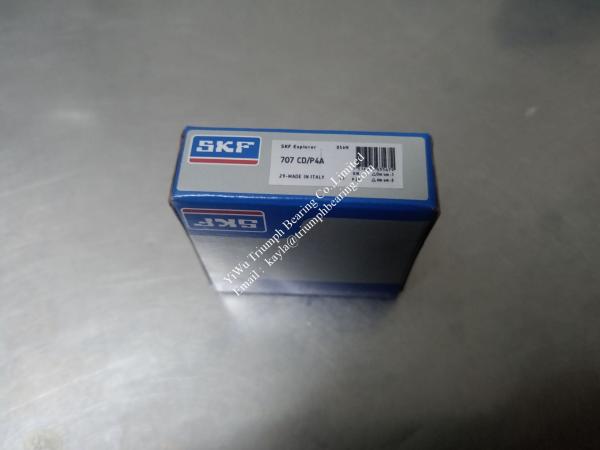 SKF
SKF Explorer
707 CD/P4A
29-MADE IN ITALY
SKF
YiWu Triumph Bearing Co.,Limited
Email : kayla@triumphbearing.com